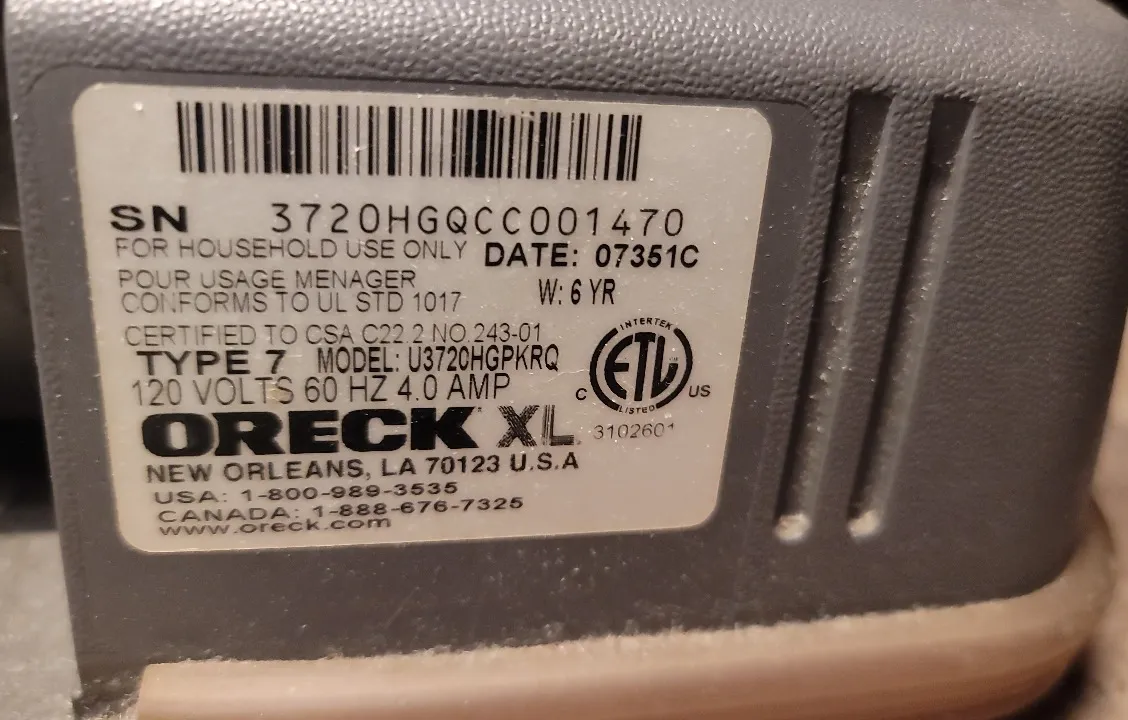 SN 3720HGQCC001470
FOR HOUSEHOLD USE ONLY DATE: 07351C
POUR USAGE MENAGER
W: 6 YR
CONFORMS TO UL STD 1017
CERTIFIED TO CSA C22.2 NO.243-01
TYPE 7 MODEL: U3720HGPKRQ
120 VOLTS 60 HZ 4.0 AMP
INTERTEK
C ETL US
LISTED
ORECK XL 3102601
NEW ORLEANS, LA 70123 U.S.A
USA: 1-800-989-3535
CANADA: 1-888-676-7325
www.oreck.com